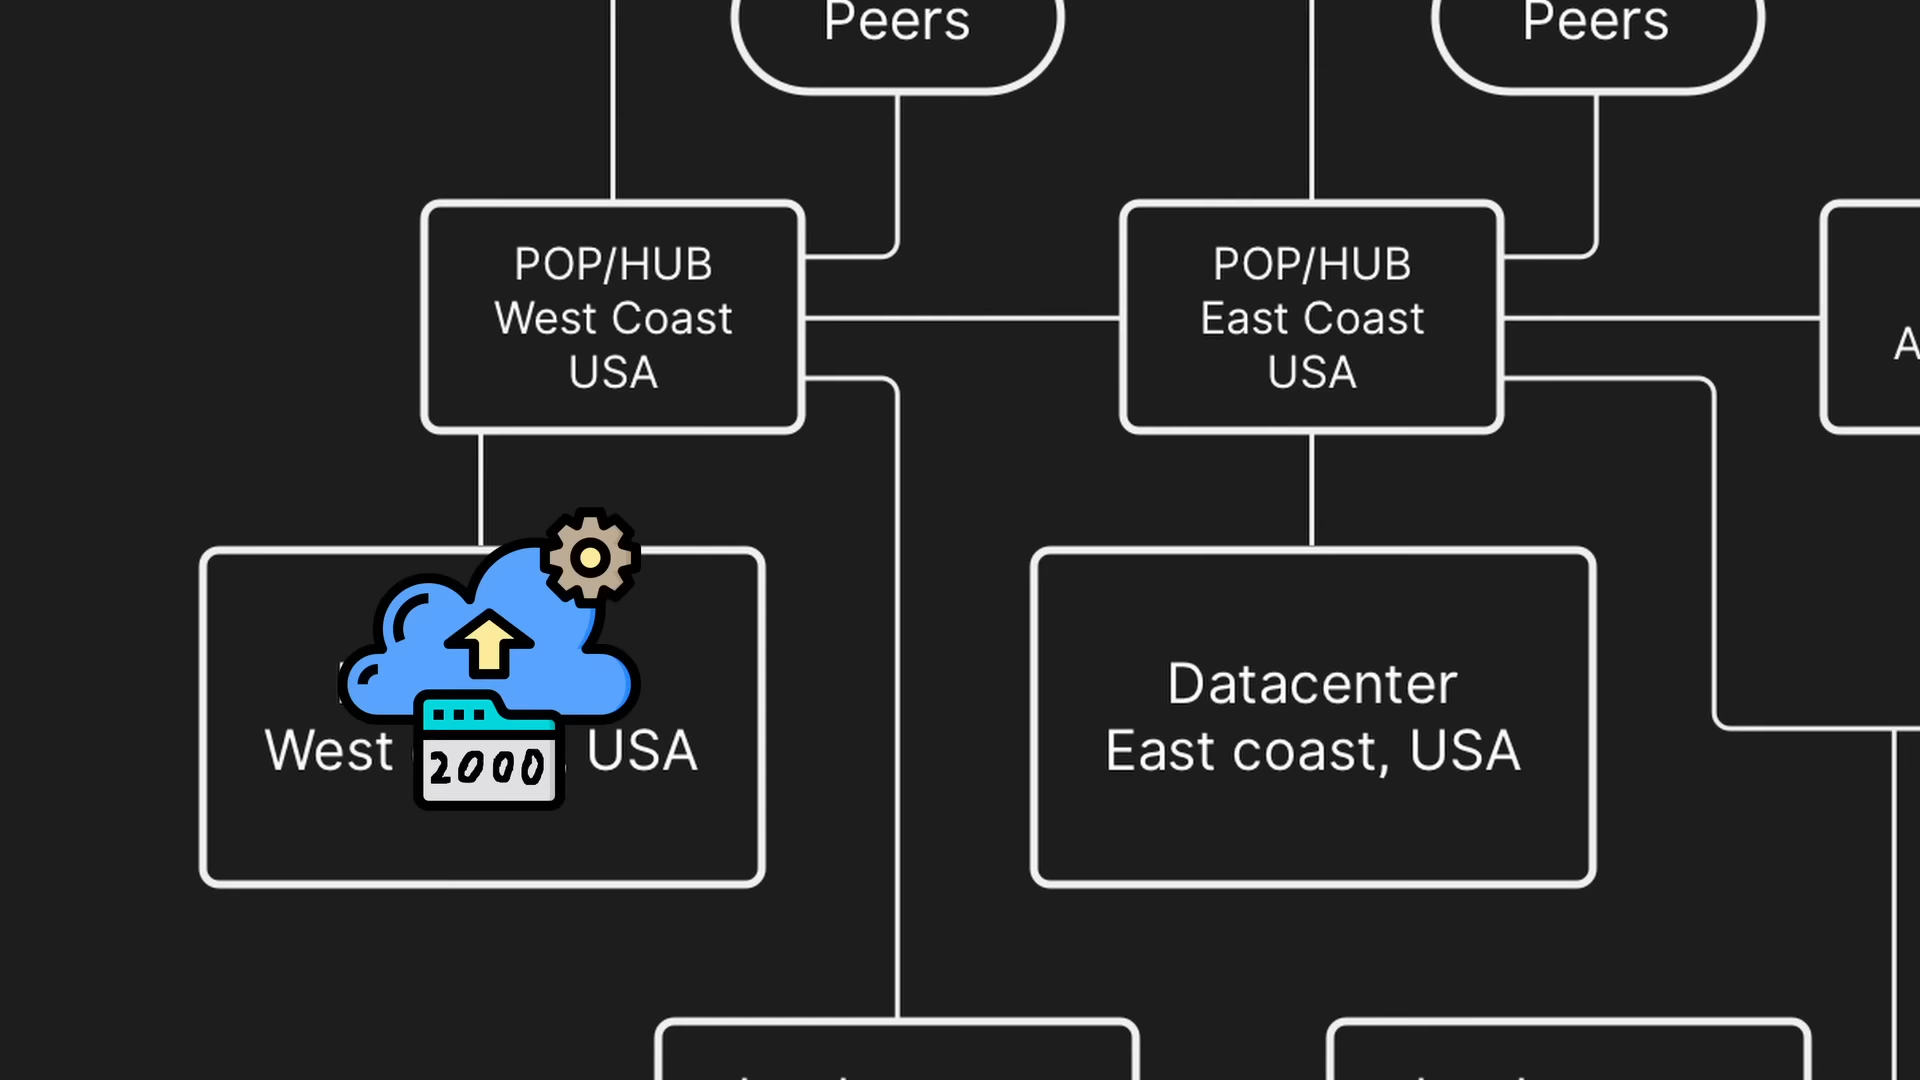 Peers
Peers
POP/HUB
West Coast
USA
POP/HUB
East Coast
USA
A
West
USA
2000
Datacenter
East coast, USA